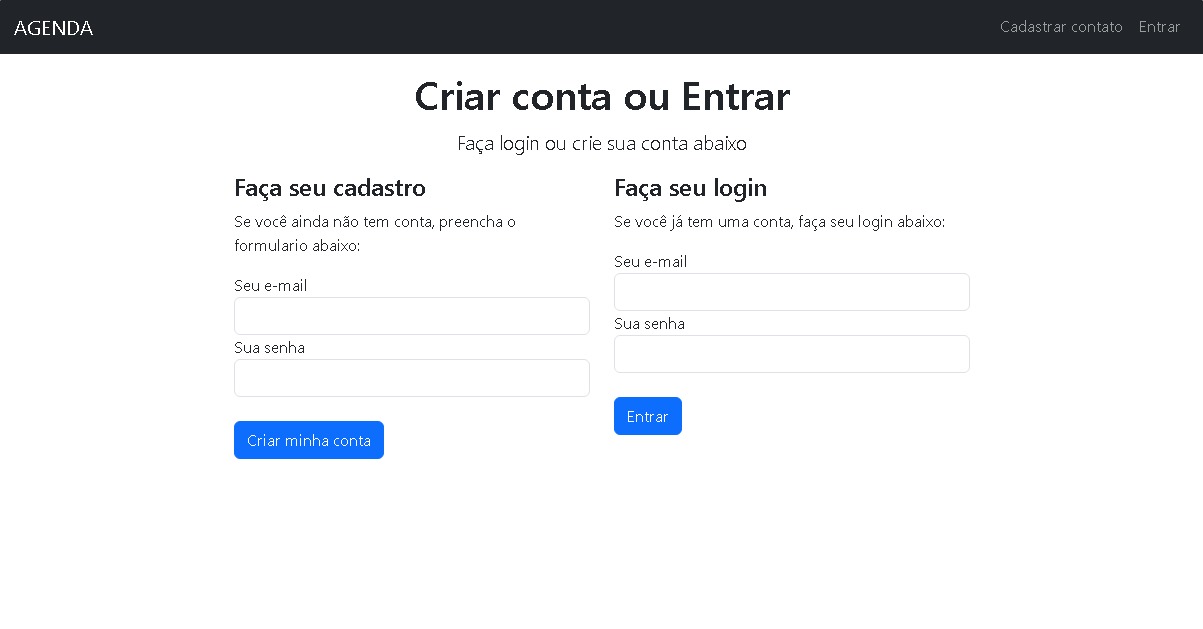 AGENDA
Cadastrar contato
Entrar
Criar conta ou Entrar
Faça login ou crie sua conta abaixo
Faça seu cadastro
Se você ainda não tem conta, preencha o
formulario abaixo:
Seu e-mail
Sua senha
Criar minha conta
Faça seu login
Se você já tem uma conta, faça seu login abaixo:
Seu e-mail
Sua senha
Entrar